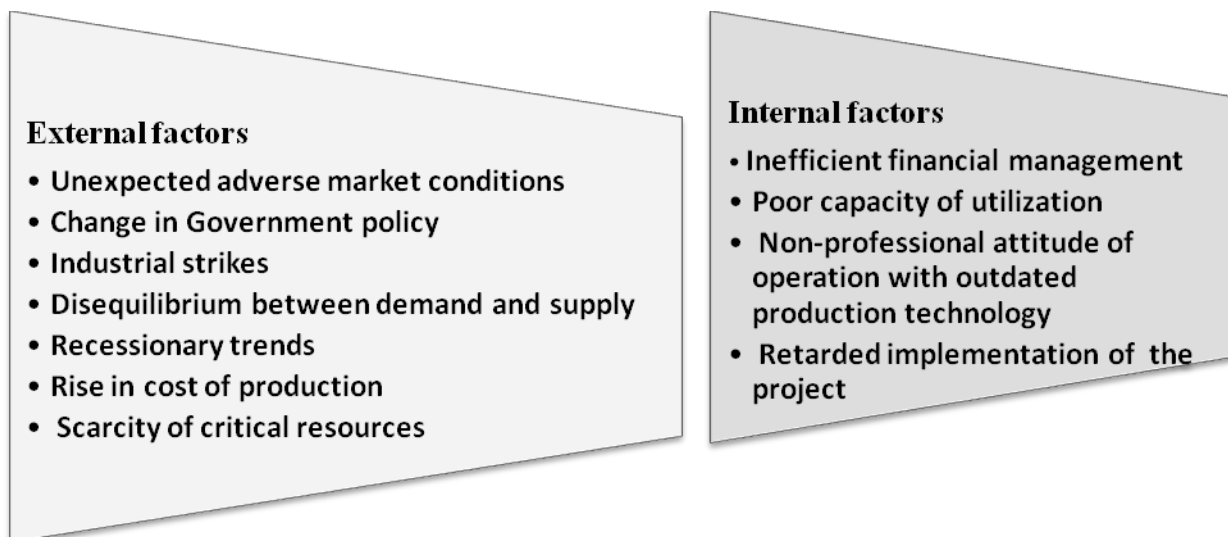 External factors
• Unexpected adverse market conditions
• Change in Government policy
• Industrial strikes
• Disequilibrium between demand and supply
• Recessionary trends
• Rise in cost of production
• Scarcity of critical resources
Internal factors
• Inefficient financial management
• Poor capacity of utilization
• Non-professional attitude of
operation with outdated
production technology
• Retarded implementation of the
project